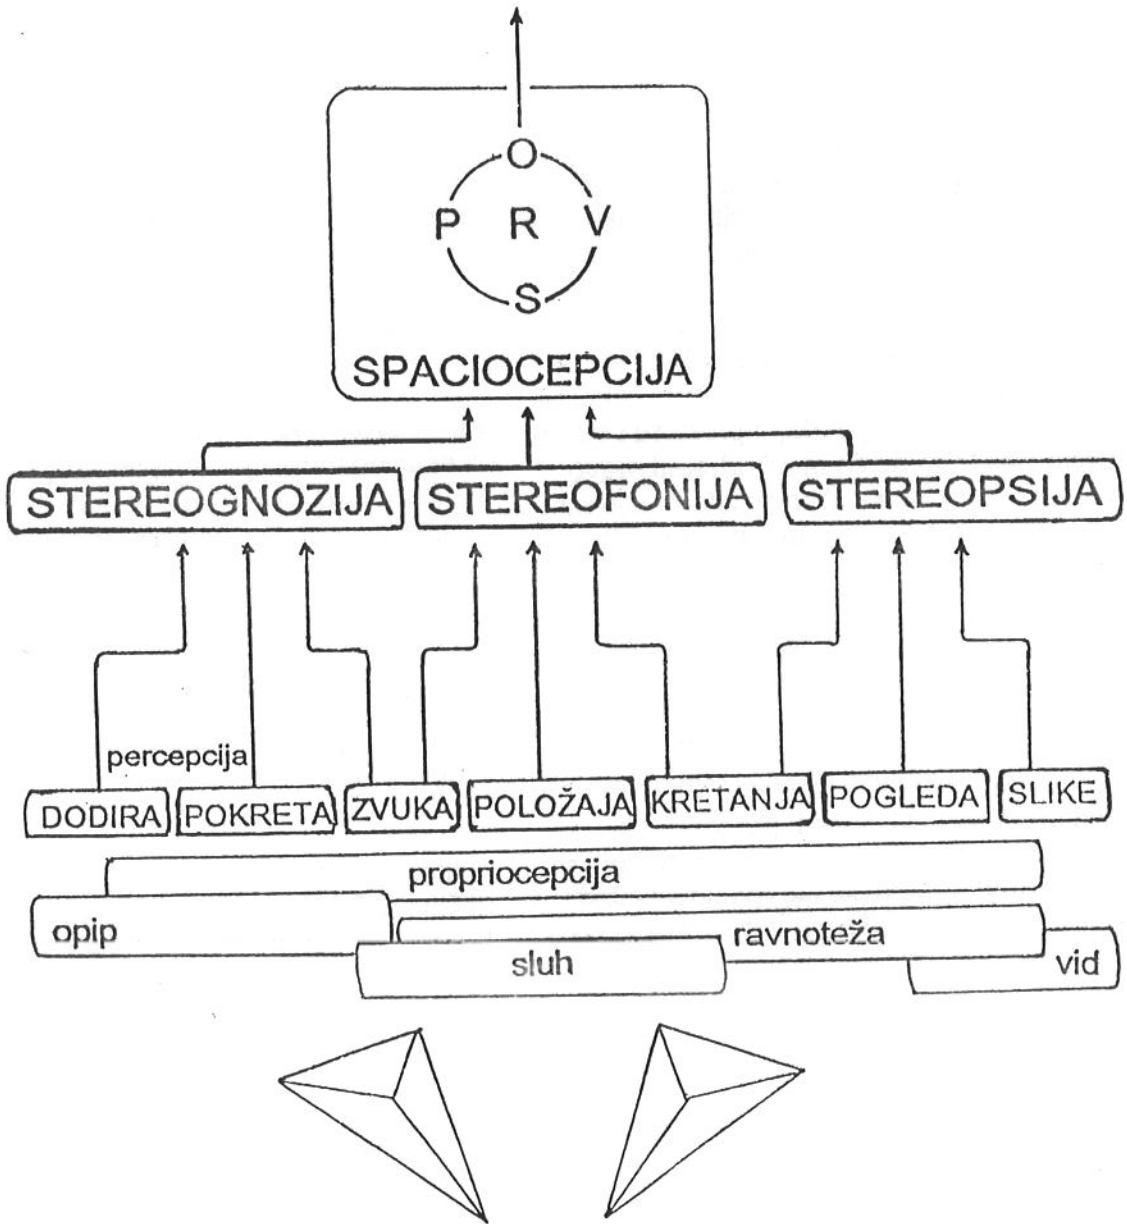 O
P R V
S
SPACIOCEPCIJA
STEREOGNOZIJA STEREOFONIJA STEREOPSIJA
percepcija
DODIRA POKRETA ZVUKA POLOŽAJA KRETANJA POGLEDA SLIKE
propriocepcija
opip
ravnoteža
sluh
vid